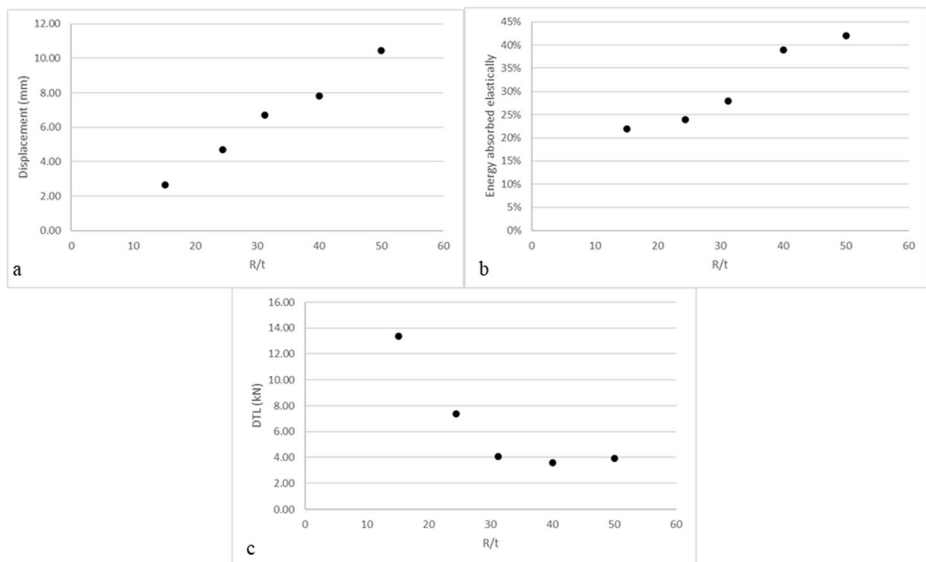 12.00
10.00
8.00
6.00
4.00
2.00
0.00
0 10 20 30 40 50 60
Displacement (mm)
R/t
a
45%
40%
35%
30%
25%
20%
15%
10%
5%
0%
0 10 20 30 40 50 60
Energy absorbed elastically
R/t
b
16.00
14.00
12.00
10.00
8.00
6.00
4.00
2.00
0.00
0 10 20 30 40 50 60
DTL (kN)
R/t
c